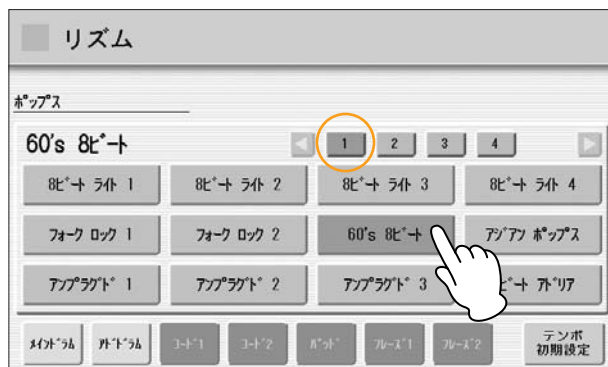 リズム
ポップス
60's 8ビート
1 2 3 4
8ビート ライト 1 8ビート ライト 2 8ビート ライト 3 8ビート ライト 4
フォーク ロック 1 フォーク ロック 2 60's 8ビート アジアン ポップス
アンプラグド 1 アンプラグド 2 アンプラグド 3 ビート アドリア
メインドラム アドドラム コード1 コード2 パッド フレーズ1 フレーズ2 テンポ
初期設定